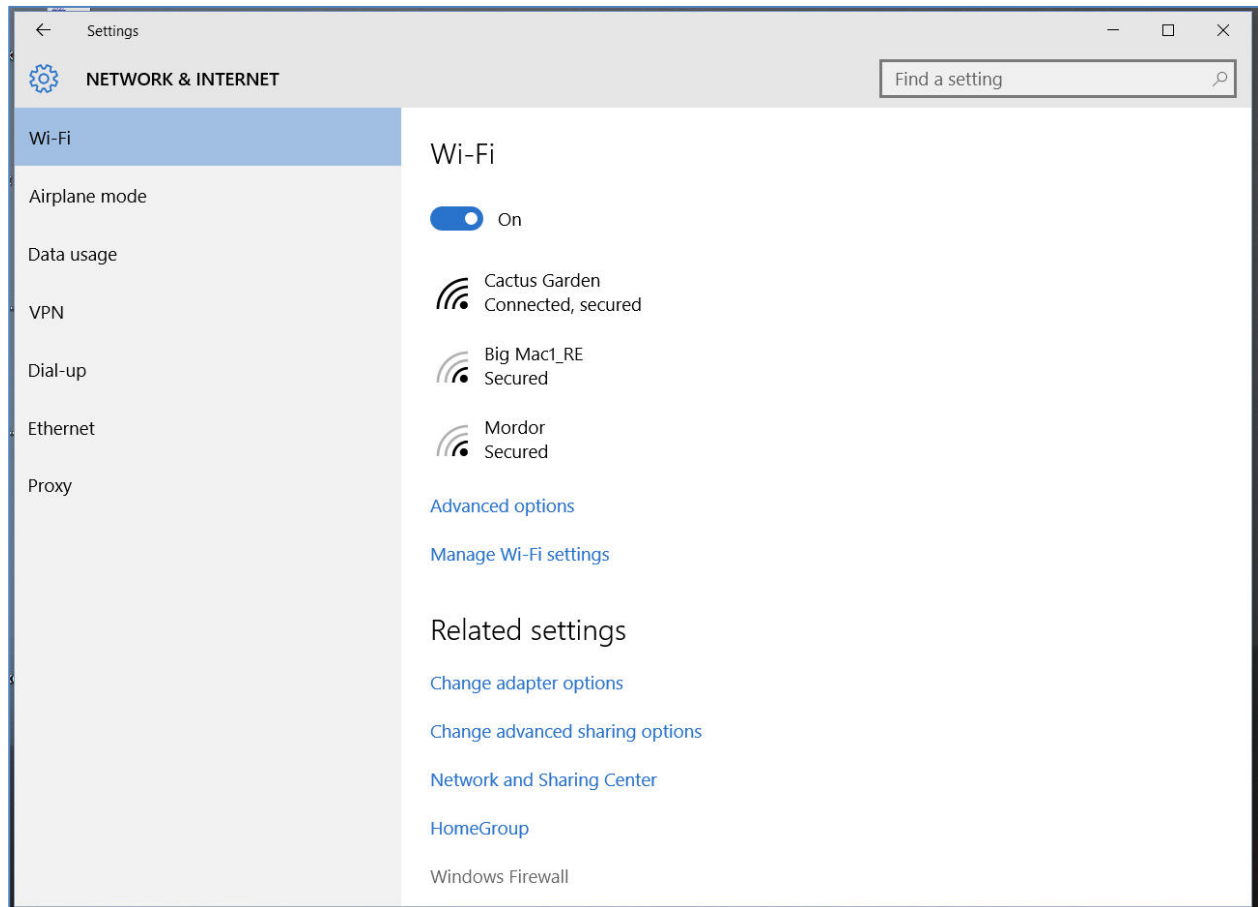 Settings
NETWORK & INTERNET
Find a setting
Wi-Fi
Airplane mode
Data usage
VPN
Dial-up
Ethernet
Proxy
Wi-Fi
On
Cactus Garden
Connected, secured
Big Mac1_RE
Secured
Mordor
Secured
Advanced options
Manage Wi-Fi settings
Related settings
Change adapter options
Change advanced sharing options
Network and Sharing Center
HomeGroup
Windows Firewall